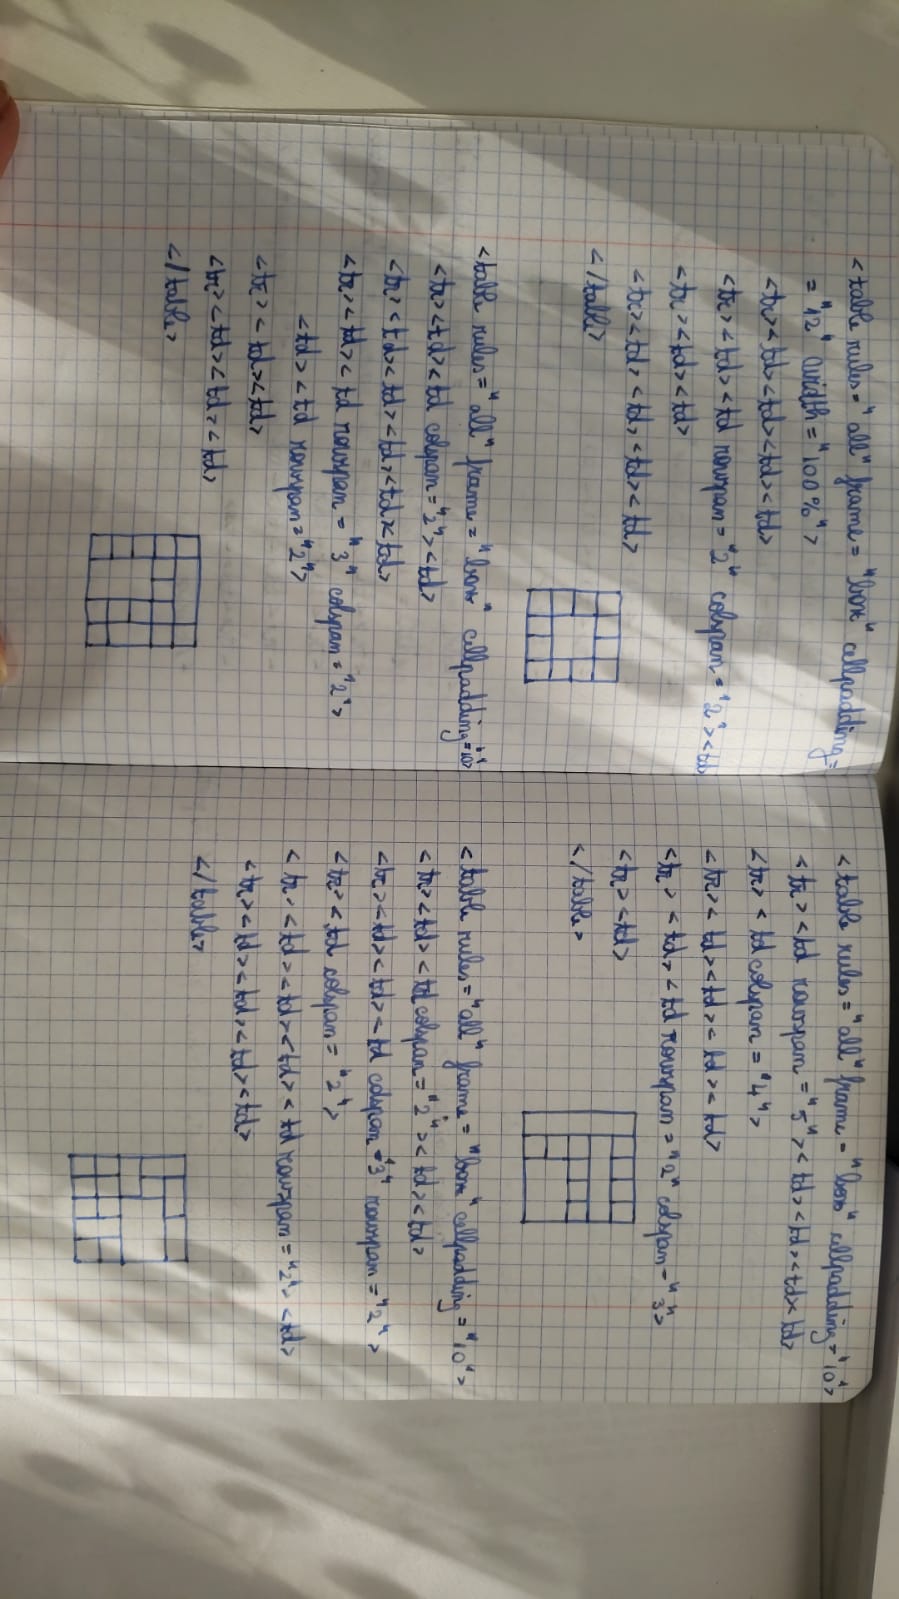 <table rules="all" frame="box" cellpadding=
="12" width="100%">
<tr><td><td><td><td>
<tr><td><td rowspan="2" colspan="2"><td
<tr><td><td>
<tr><td><td><td><td>
</table>
<table rules="all" frame="box" cellpadding="10>
<tr><td><td colspan="2"><td>
<tr><td><td><td><td><td>
<tr><td><td rowspan="3" colspan="2">
<td><td rowspan="2">
<tr><td><td>
<tr><td><td><td>
</table>
<table rules="all" frame="box" cellpadding="10">
<tr><td rowspan="5"><td><td><td><td>
<tr><td colspan="4">
<tr><td><td><td><td>
<tr><td><td rowspan="2" colspan="3">
<tr><td>
</table>
<table rules="all" frame="box" cellpadding="10">
<tr><td><td colspan="2"><td><td>
<tr><td><td><td colspan="3" rowspan="2">
<tr><td colspan="2">
<tr><td><td><td><td rowspan="2"><td>
<tr><td><td><td><td>
</table>